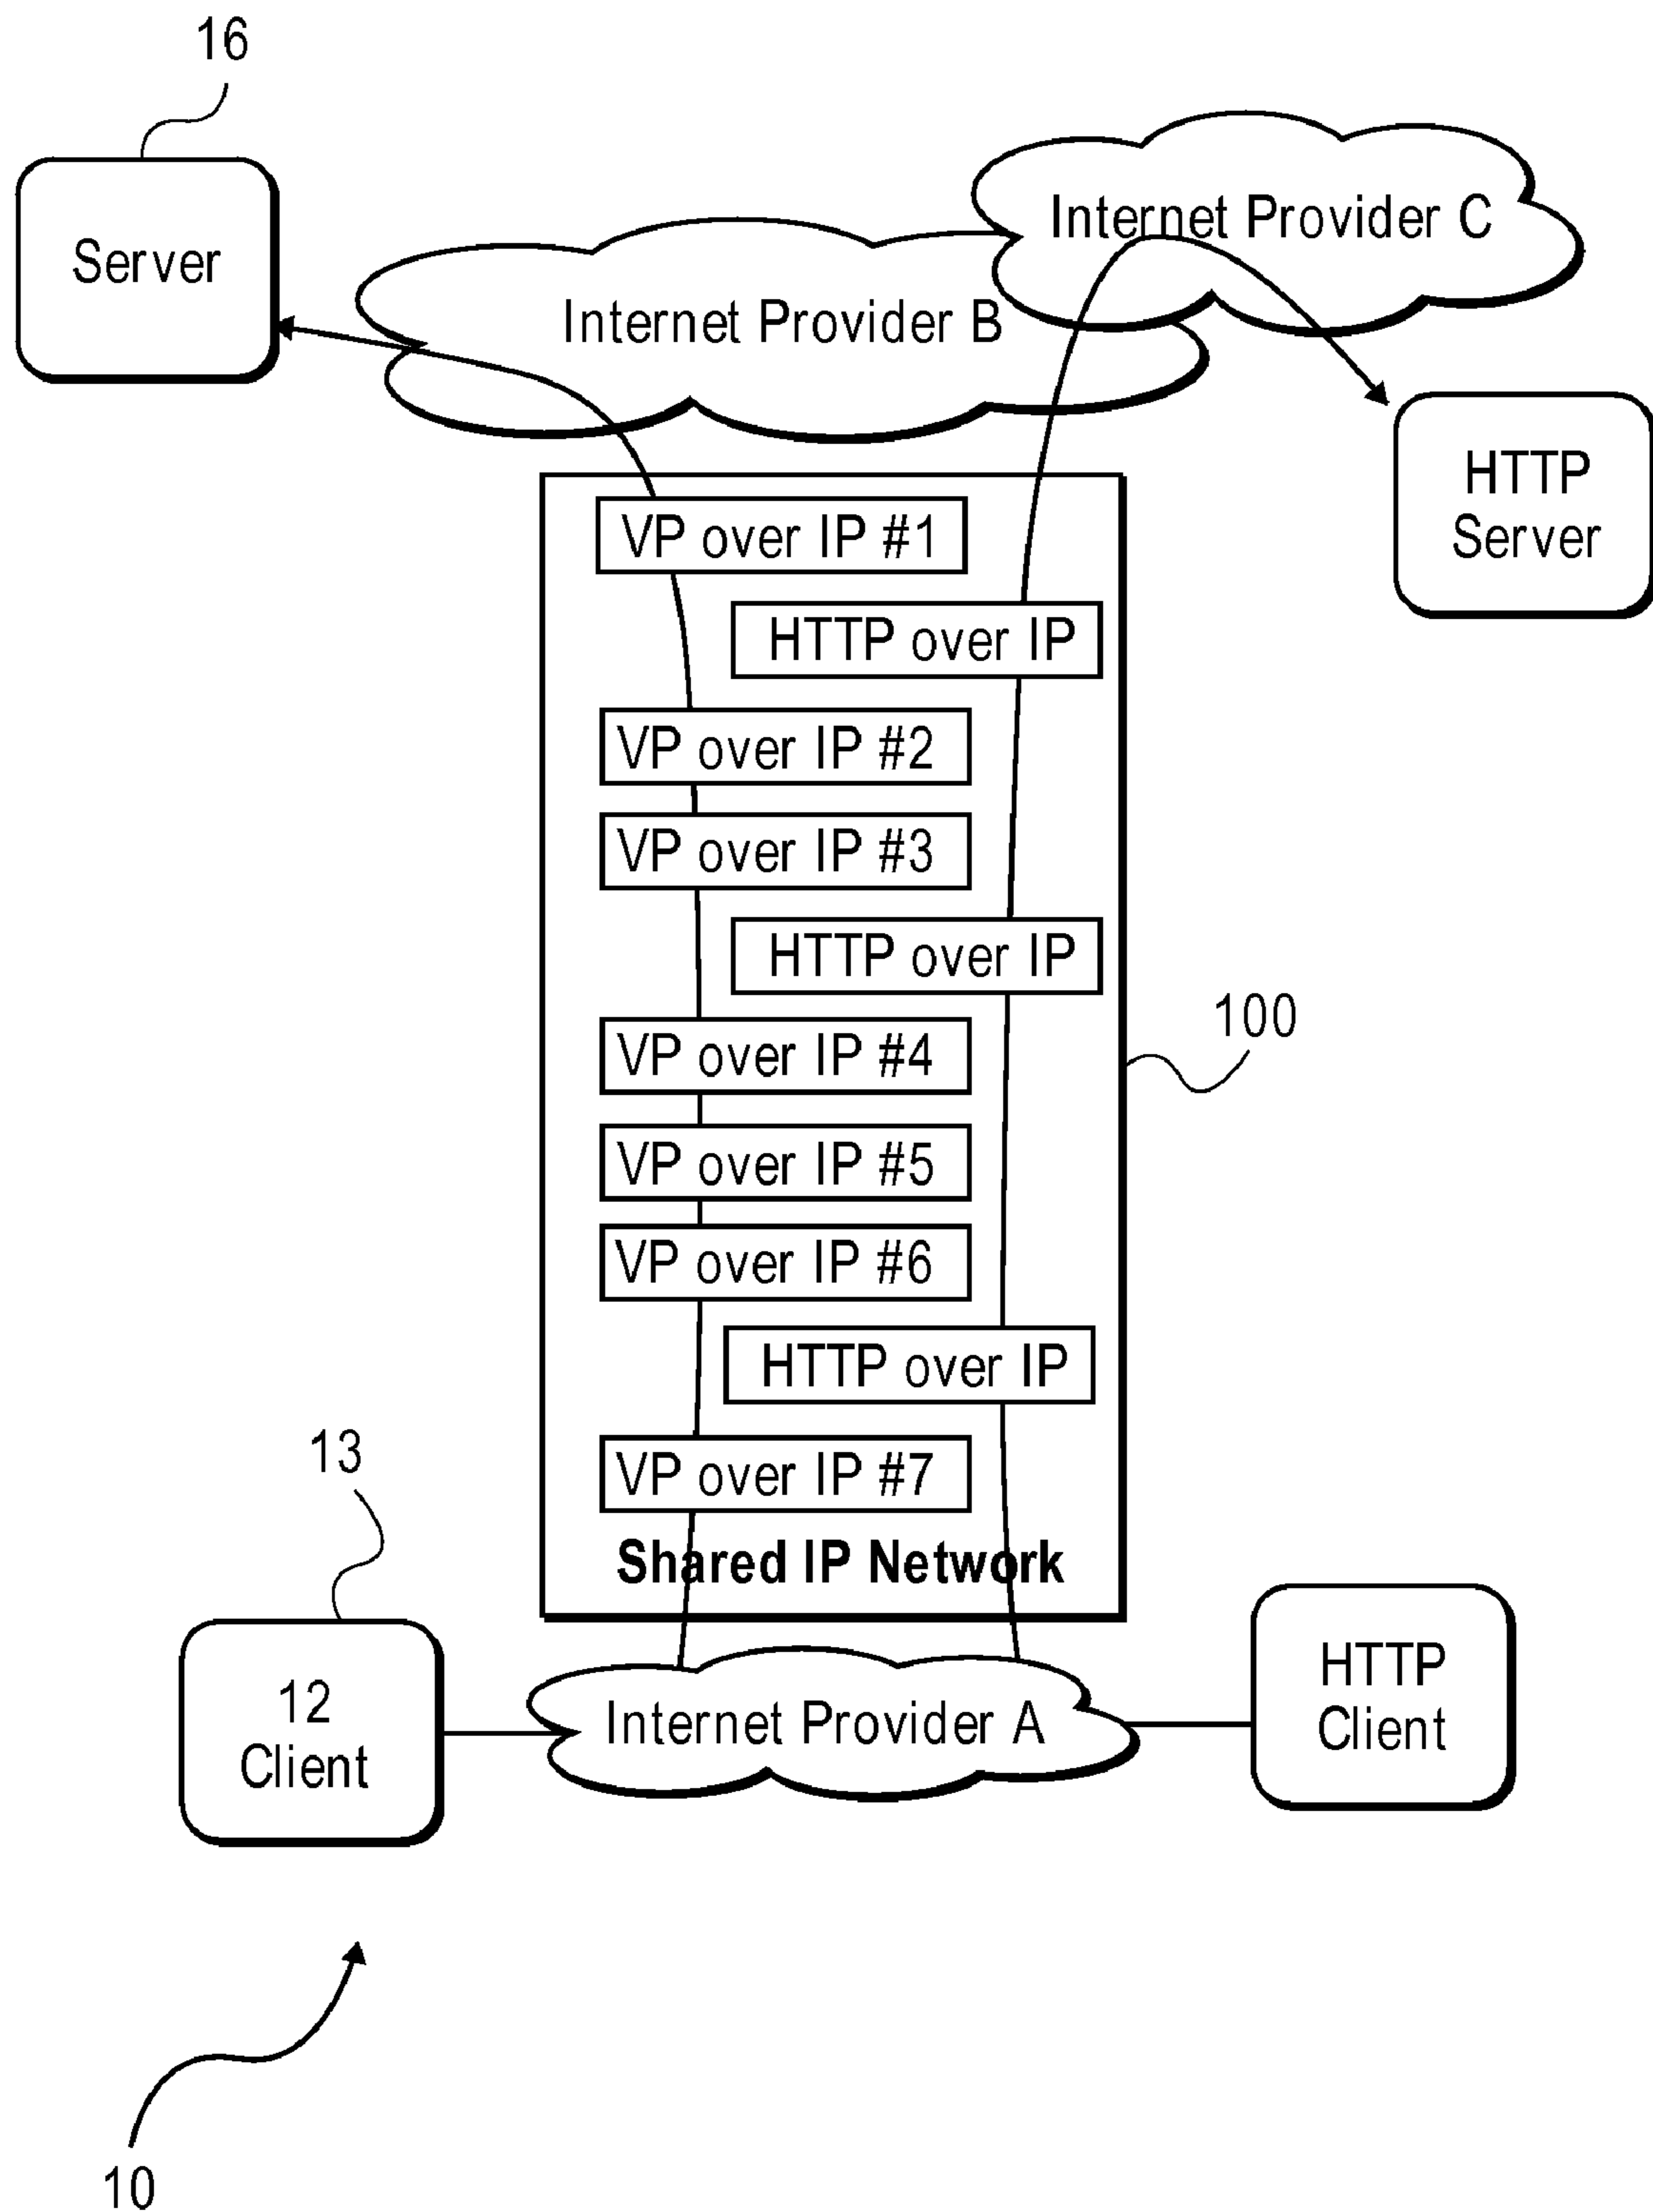 16
Server
Internet Provider C
Internet Provider B
HTTP
Server
VP over IP #1
HTTP over IP
VP over IP #2
VP over IP #3
HTTP over IP
100
VP over IP #4
VP over IP #5
VP over IP #6
HTTP over IP
13
VP over IP #7
Shared IP Network
12
Client
Internet Provider A
HTTP
Client
10